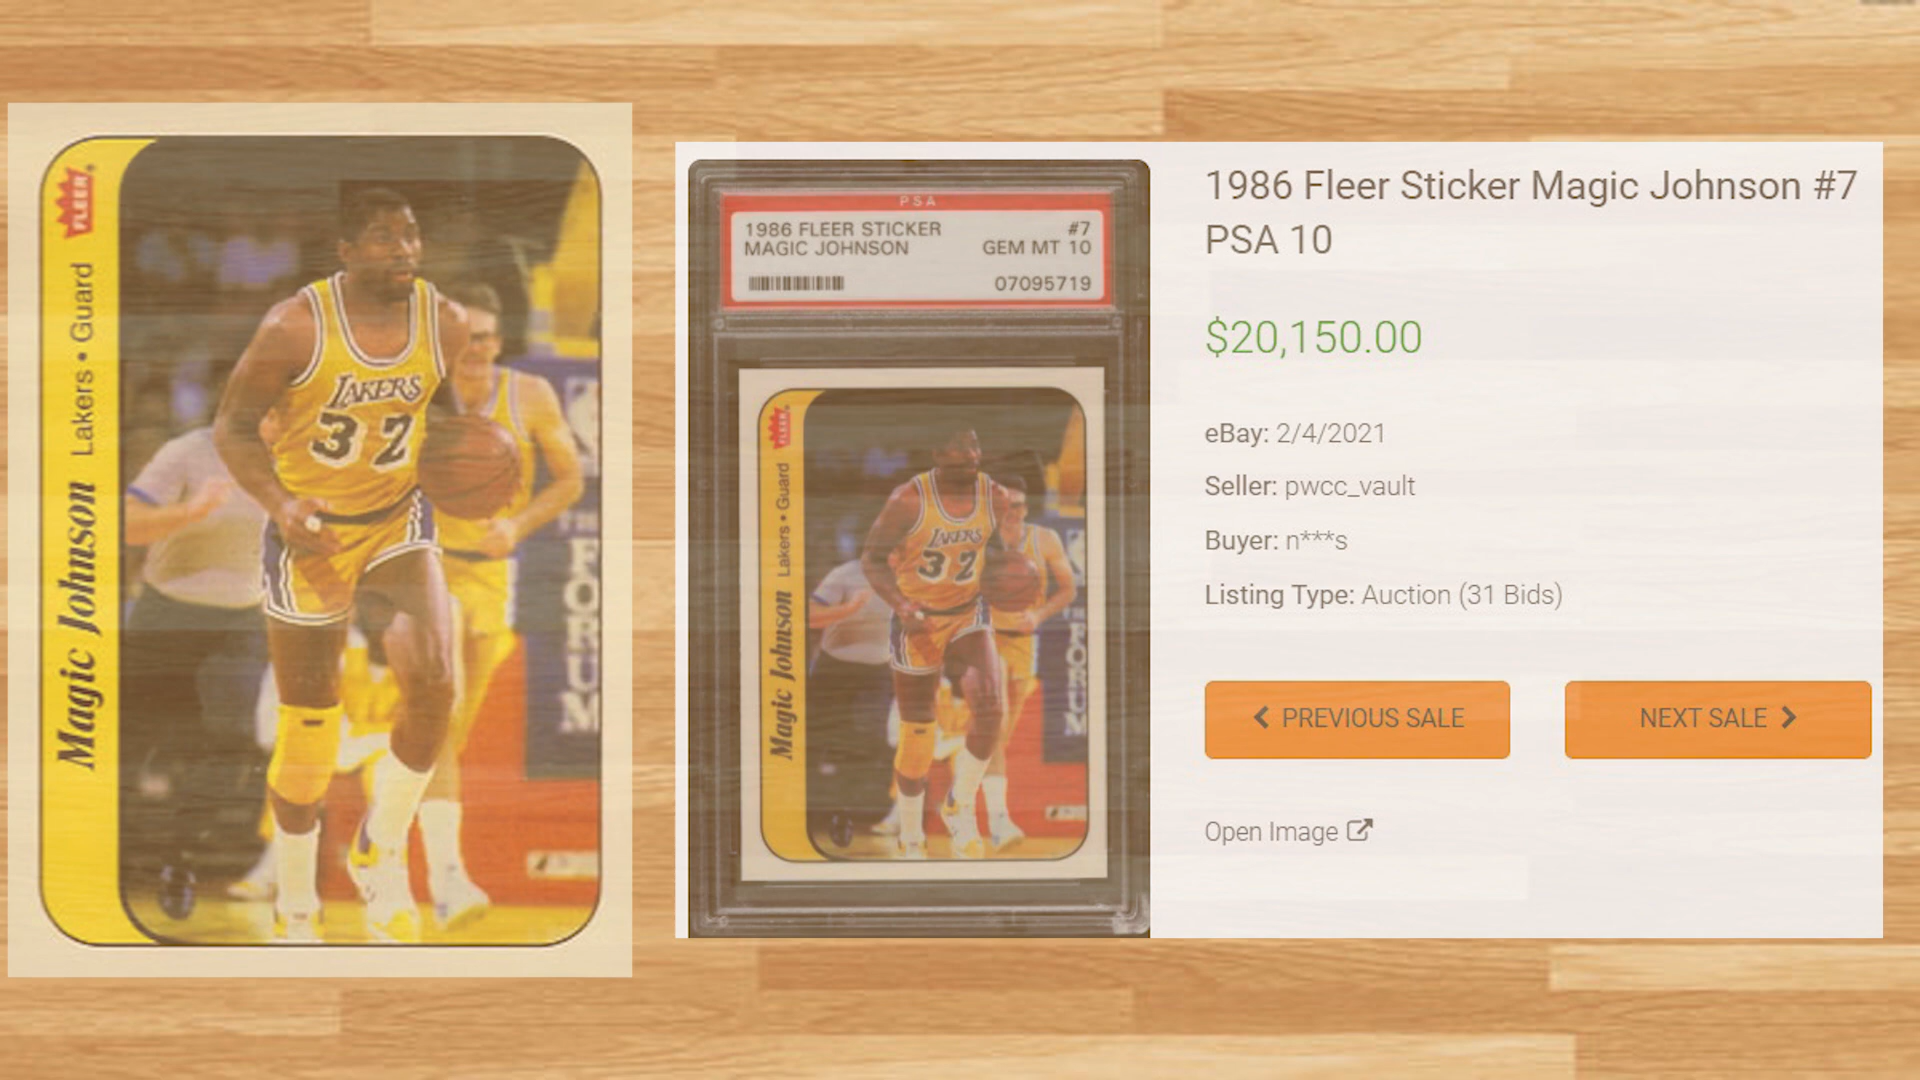 FLEER
Magic Johnson Lakers • Guard
LAKERS
32
THE
FORUM
PSA
1986 FLEER STICKER #7
MAGIC JOHNSON GEM MT 10
07095719
FLEER
Magic Johnson Lakers • Guard
LAKERS
32
THE
FORUM
1986 Fleer Sticker Magic Johnson #7
PSA 10
$20,150.00
eBay: 2/4/2021
Seller: pwcc_vault
Buyer: n***s
Listing Type: Auction (31 Bids)
PREVIOUS SALE
NEXT SALE
Open Image